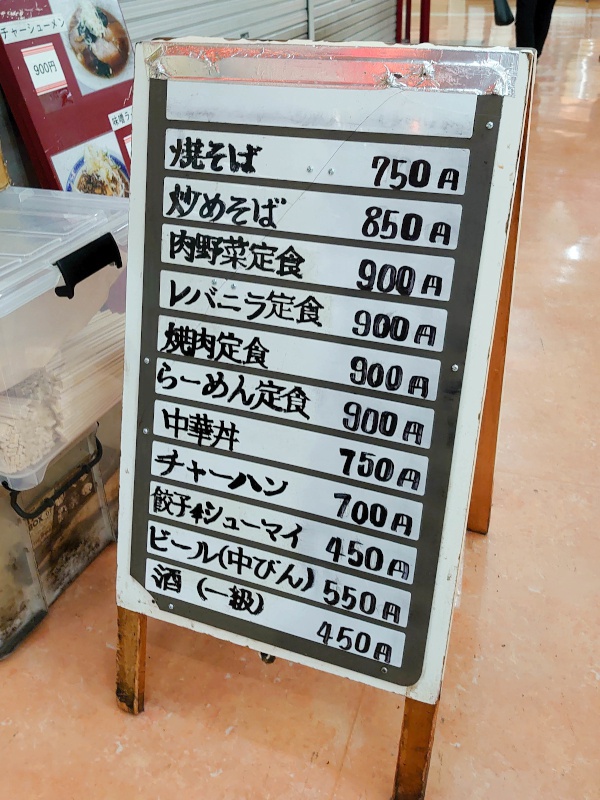 チャーシューメン
900円
味噌ラ
焼そば 750円
炒めそば 850円
肉野菜定食 900円
レバニラ定食 900円
焼肉定食 900円
らーめん定食 900円
中華丼 750円
チャーハン 700円
餃子・シューマイ 450円
ビール(中びん) 550円
酒(一級) 450円